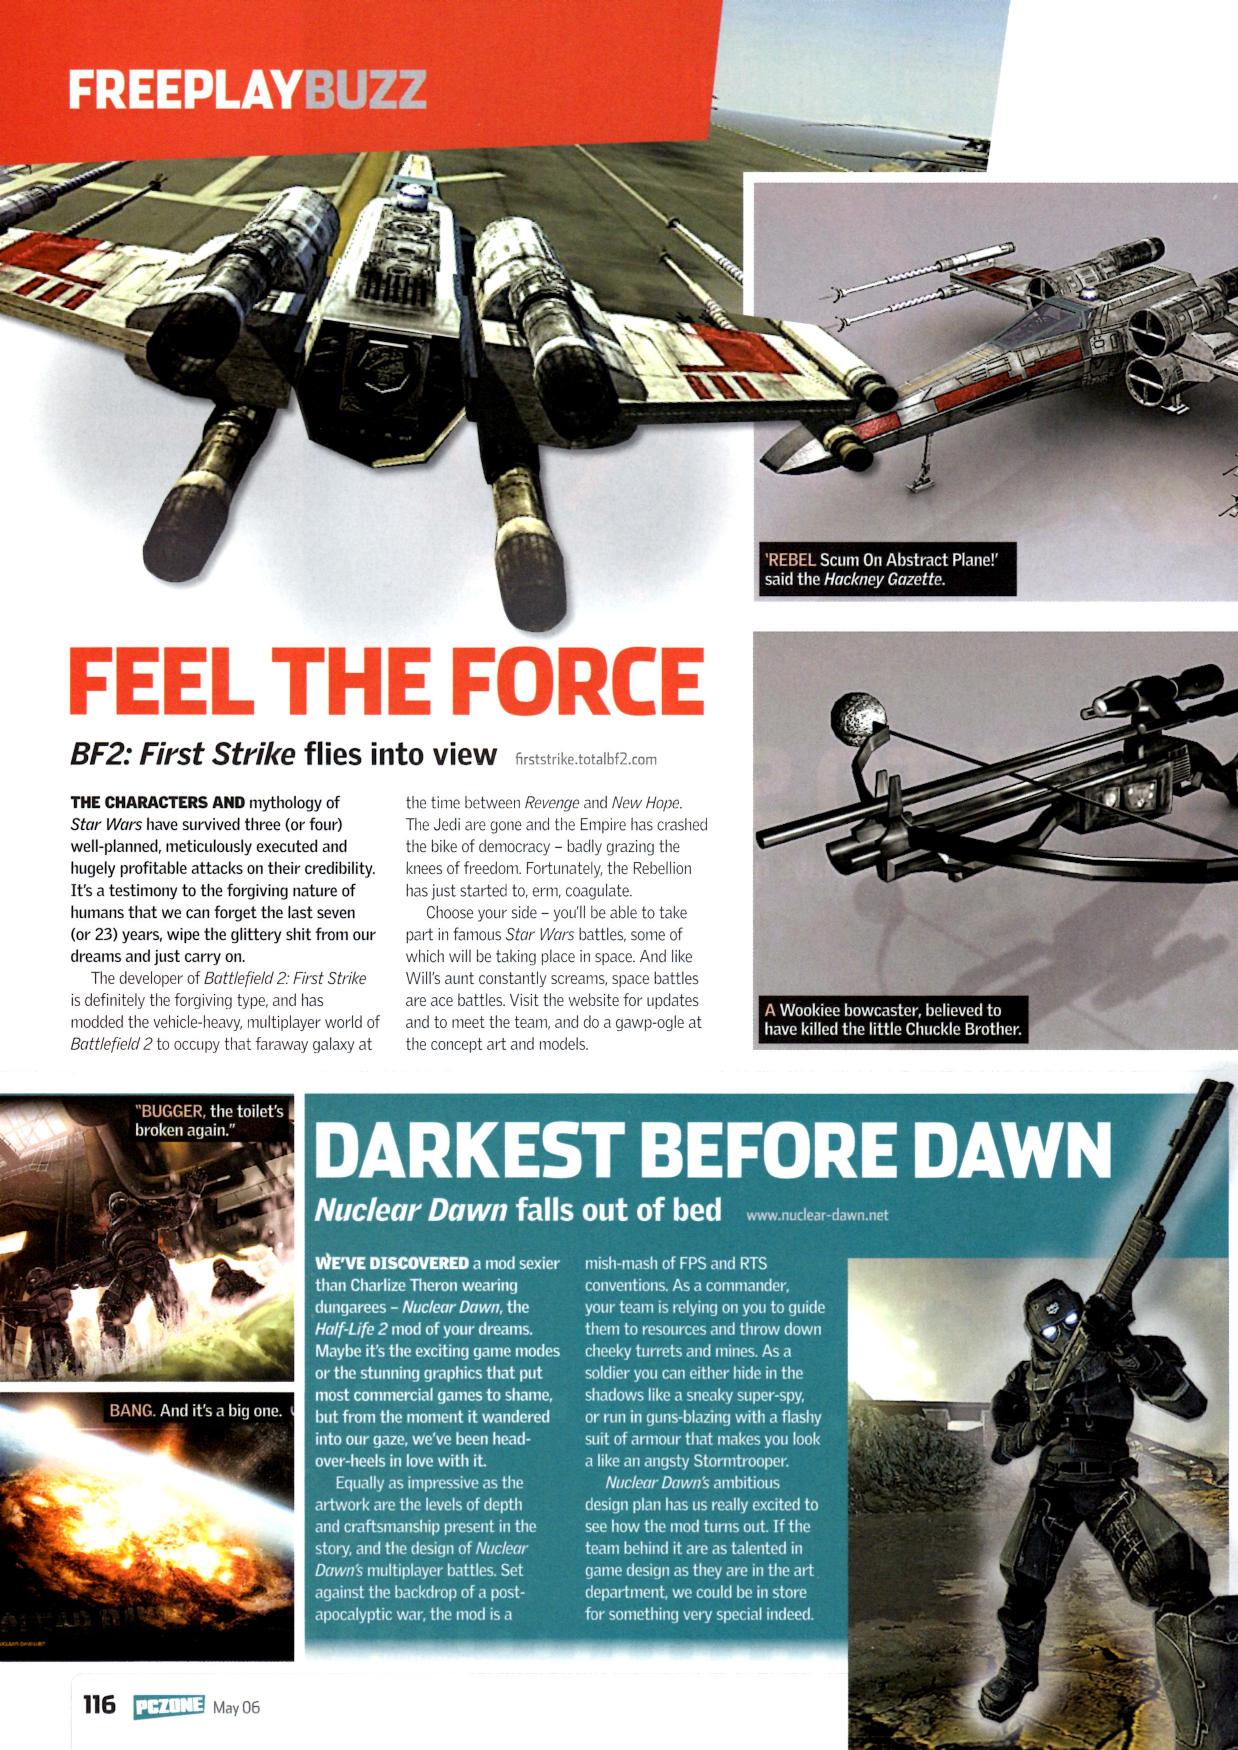 FREEPLAYBUZZ
'REBEL Scum On Abstract Plane!'
said the Hackney Gazette.
FEEL THE FORCE
BF2: First Strike flies into view firststrike.totalbf2.com
THE CHARACTERS AND mythology of
Star Wars have survived three (or four)
well-planned, meticulously executed and
hugely profitable attacks on their credibility.
It's a testimony to the forgiving nature of
humans that we can forget the last seven
(or 23) years, wipe the glittery shit from our
dreams and just carry on.
The developer of Battlefield 2: First Strike
is definitely the forgiving type, and has
modded the vehicle-heavy, multiplayer world of
Battlefield 2 to occupy that faraway galaxy at
the time between Revenge and New Hope.
The Jedi are gone and the Empire has crashed
the bike of democracy – badly grazing the
knees of freedom. Fortunately, the Rebellion
has just started to, erm, coagulate.
Choose your side – you'll be able to take
part in famous Star Wars battles, some of
which will be taking place in space. And like
Will's aunt constantly screams, space battles
are ace battles. Visit the website for updates
and to meet the team, and do a gawp-ogle at
the concept art and models.
A Wookiee bowcaster, believed to
have killed the little Chuckle Brother.
"BUGGER, the toilet's
broken again."
BANG. And it's a big one.
DARKEST BEFORE DAWN
Nuclear Dawn falls out of bed www.nuclear-dawn.net
WE'VE DISCOVERED a mod sexier
than Charlize Theron wearing
dungarees – Nuclear Dawn, the
Half-Life 2 mod of your dreams.
Maybe it's the exciting game modes
or the stunning graphics that put
most commercial games to shame,
but from the moment it wandered
into our gaze, we've been head-
over-heels in love with it.
Equally as impressive as the
artwork are the levels of depth
and craftsmanship present in the
story, and the design of Nuclear
Dawn's multiplayer battles. Set
against the backdrop of a post-
apocalyptic war, the mod is a
mish-mash of FPS and RTS
conventions. As a commander,
your team is relying on you to guide
them to resources and throw down
cheeky turrets and mines. As a
soldier you can either hide in the
shadows like a sneaky super-spy,
or run in guns-blazing with a flashy
suit of armour that makes you look
a like an angsty Stormtrooper.
Nuclear Dawn's ambitious
design plan has us really excited to
see how the mod turns out. If the
team behind it are as talented in
game design as they are in the art
department, we could be in store
for something very special indeed.
116 PCZONE May 06